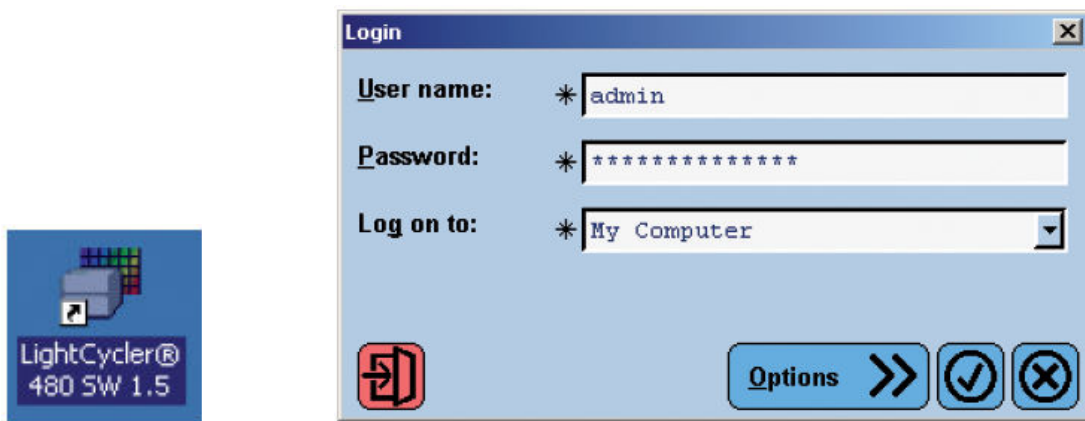 Login
User name: * admin
Password: * **************
Log on to: * My Computer
Options
LightCycler®
480 SW 1.5